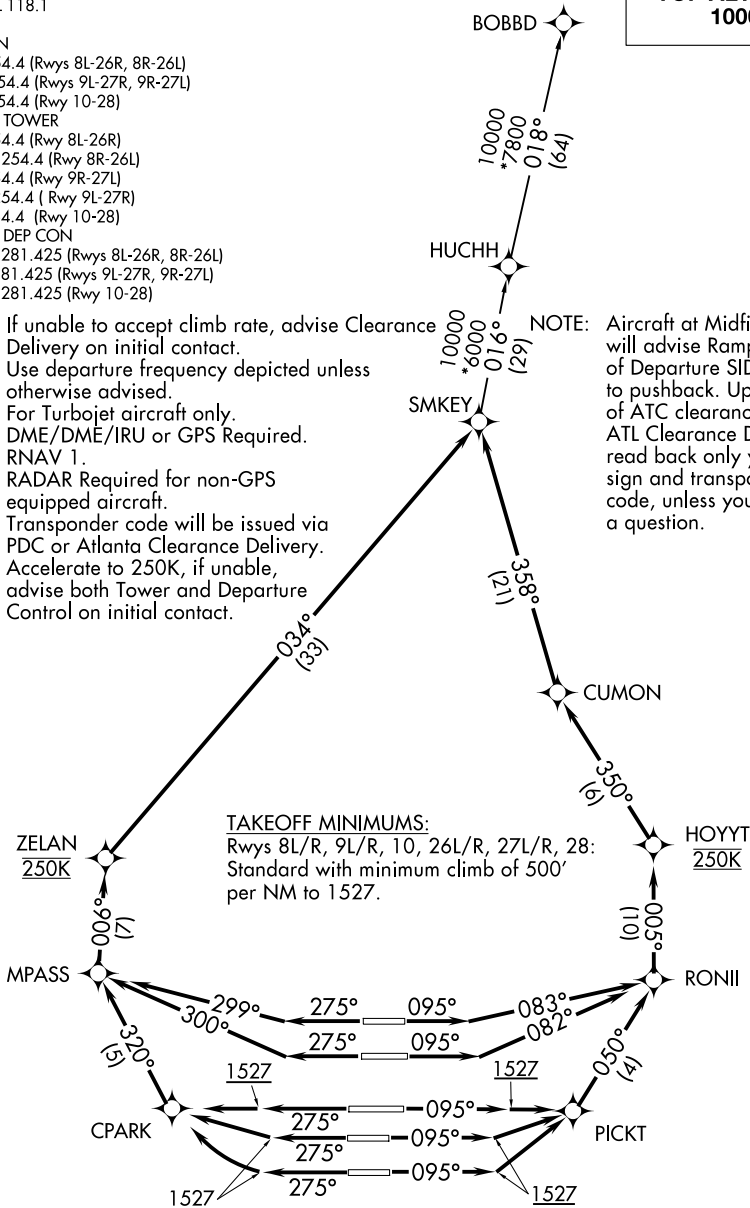 118.1
4.4 (Rwys 8L-26R, 8R-26L)
54.4 (Rwys 9L-27R, 9R-27L)
54.4 (Rwy 10-28)
TOWER
4.4 (Rwy 8L-26R)
254.4 (Rwy 8R-26L)
4.4 (Rwy 9R-27L)
54.4 ( Rwy 9L-27R)
4.4 (Rwy 10-28)
DEP CON
281.425 (Rwys 8L-26R, 8R-26L)
81.425 (Rwys 9L-27R, 9R-27L)
281.425 (Rwy 10-28)
BOBBD
10000
*7800
018°
(64)
HUCHH
If unable to accept climb rate, advise Clearance
Delivery on initial contact.
Use departure frequency depicted unless
otherwise advised.
For Turbojet aircraft only.
DME/DME/IRU or GPS Required.
RNAV 1.
RADAR Required for non-GPS
equipped aircraft.
Transponder code will be issued via
PDC or Atlanta Clearance Delivery.
Accelerate to 250K, if unable,
advise both Tower and Departure
Control on initial contact.
10000
*6000
016°
(29)
NOTE: Aircraft at Midfi
will advise Ramp
of Departure SID
to pushback. Up
of ATC clearanc
ATL Clearance D
read back only y
sign and transpo
code, unless you
a question.
SMKEY
034°
(33)
358°
(21)
CUMON
350°
(6)
TAKEOFF MINIMUMS:
Rwys 8L/R, 9L/R, 10, 26L/R, 27L/R, 28:
Standard with minimum climb of 500'
per NM to 1527.
ZELAN
250K
HOYYT
250K
006°
(7)
005°
(10)
MPASS
RONII
299° 275° 095° 083°
300° 275° 095° 082°
320°
(5)
050°
(4)
1527
1527
CPARK
275° 095°
PICKT
275° 095°
275° 095°
1527
1527